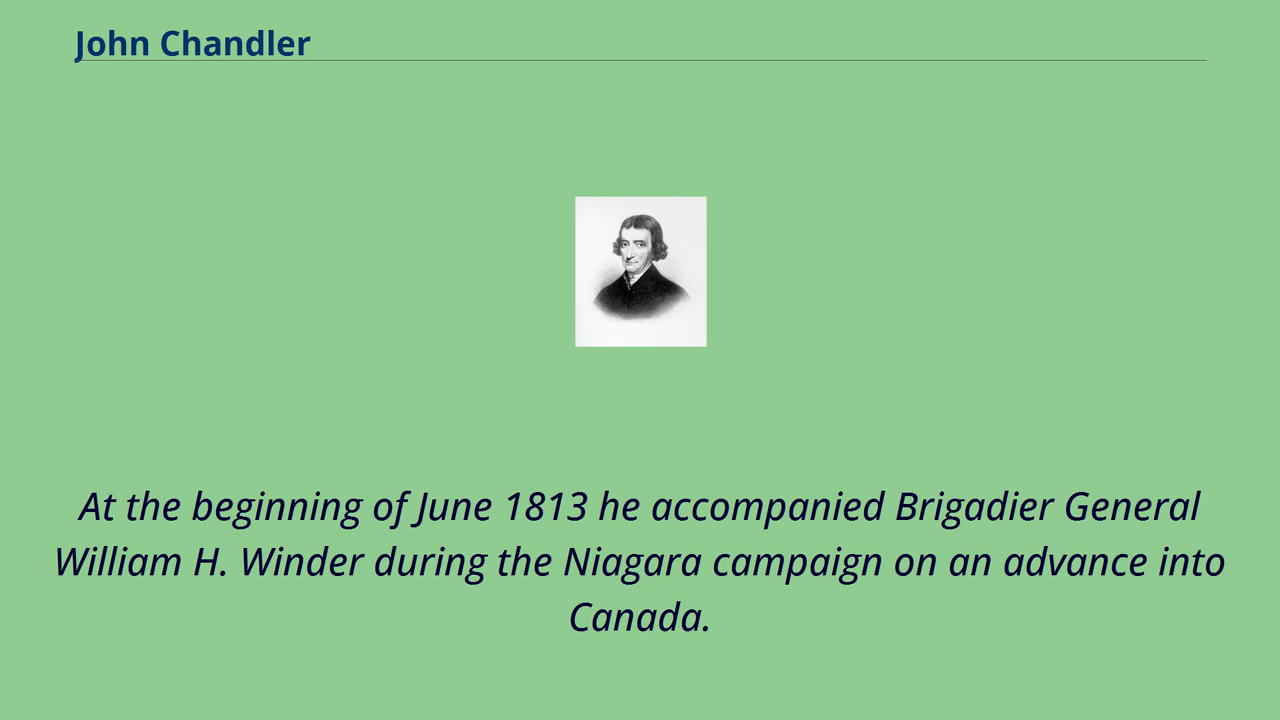 John Chandler
At the beginning of June 1813 he accompanied Brigadier General
William H. Winder during the Niagara campaign on an advance into
Canada.